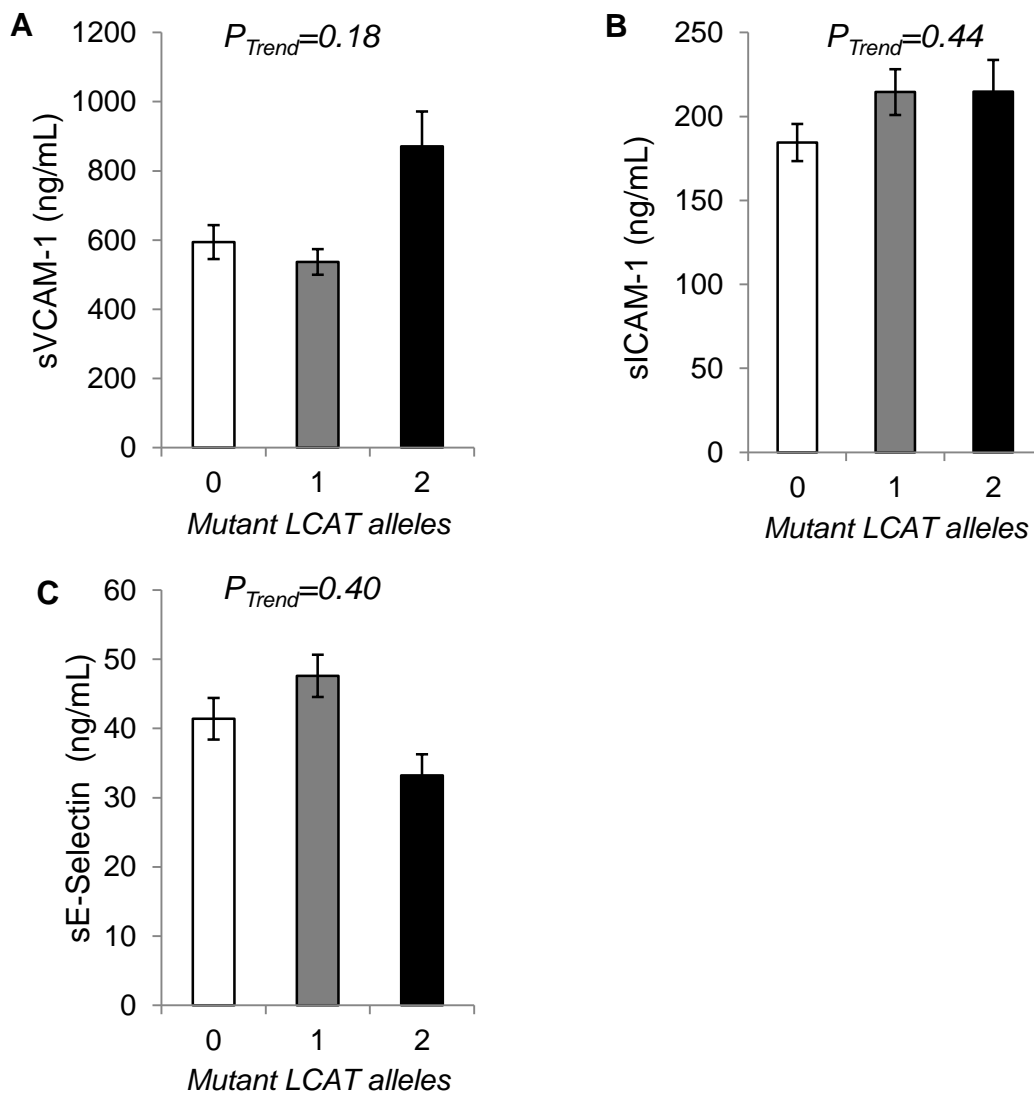 A
P_Trend=0.18
sVCAM-1 (ng/mL)
1200
1000
800
600
400
200
0
0 1 2
Mutant LCAT alleles
B
P_Trend=0.44
sICAM-1 (ng/mL)
250
200
150
100
50
0
0 1 2
Mutant LCAT alleles
C
P_Trend=0.40
sE-Selectin (ng/mL)
60
50
40
30
20
10
0
0 1 2
Mutant LCAT alleles